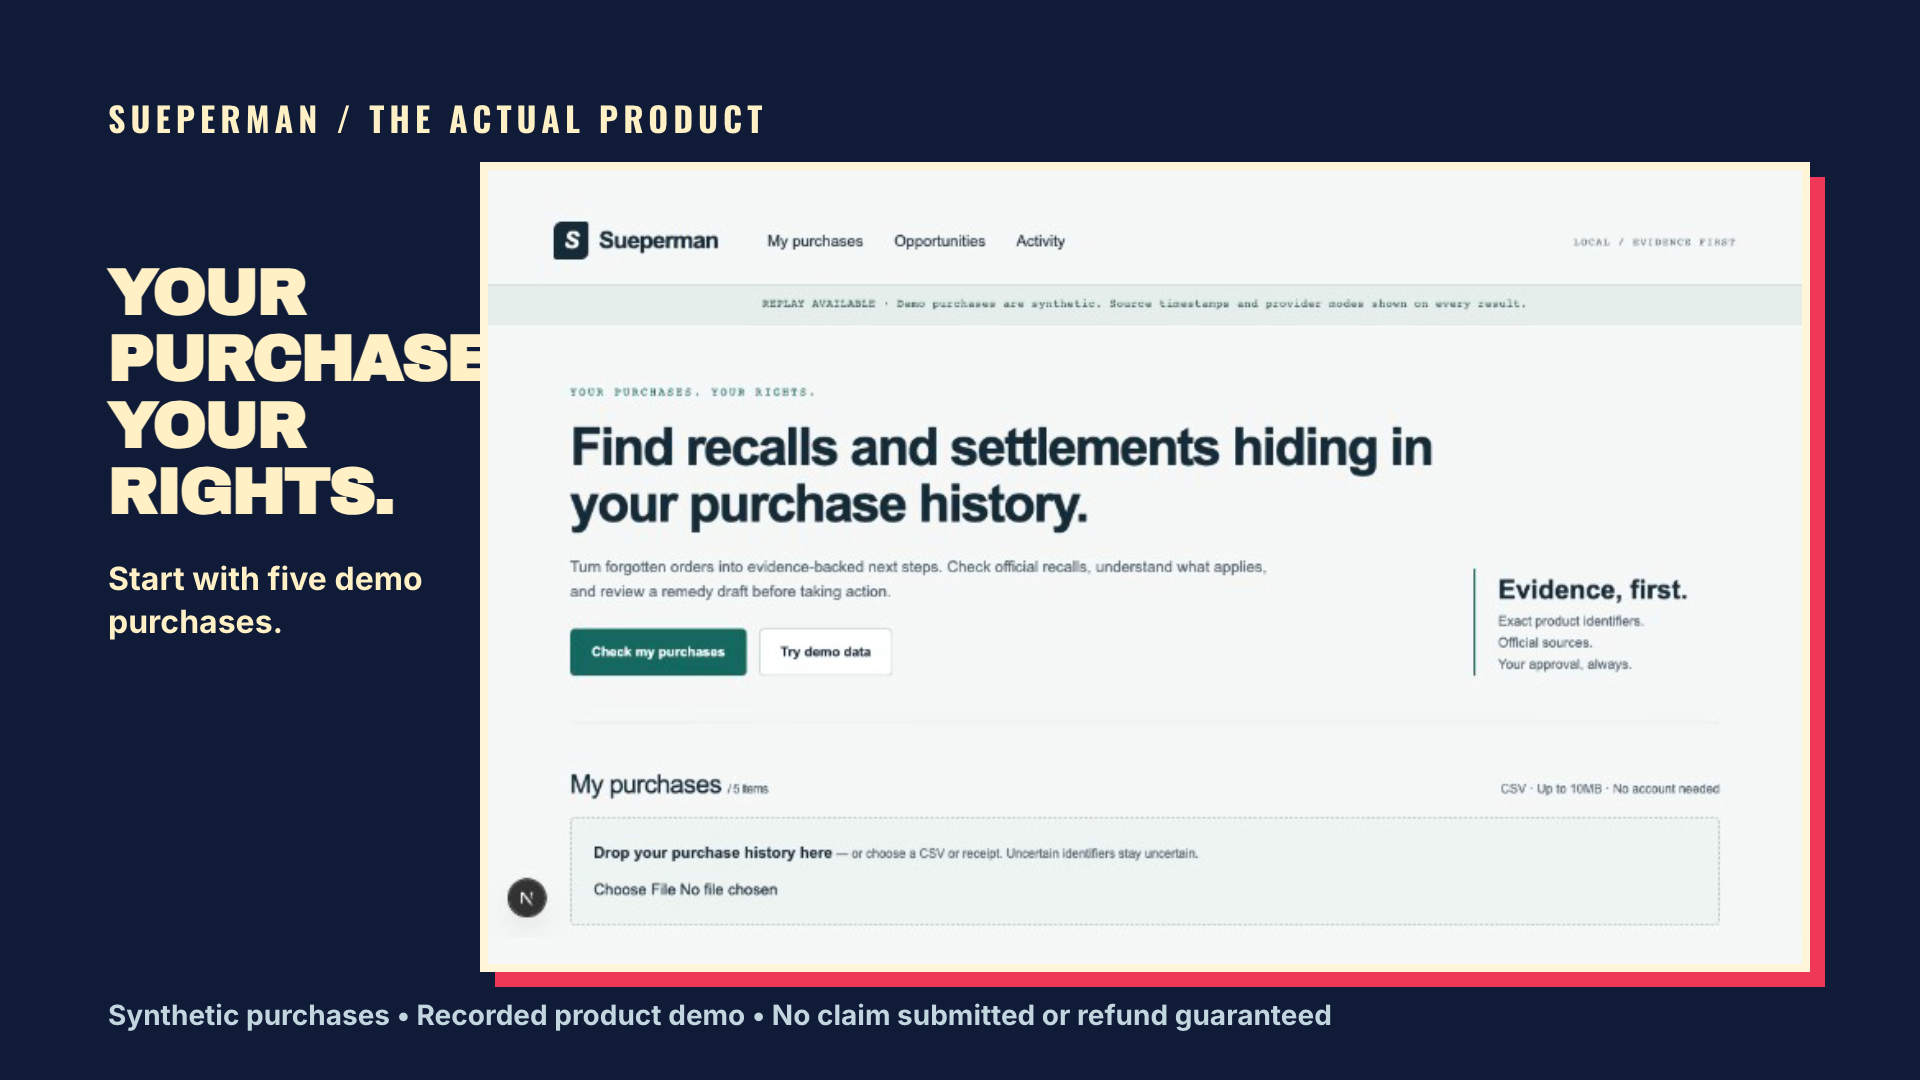 SUEPERMAN / THE ACTUAL PRODUCT
YOUR
PURCHASE
YOUR
RIGHTS.
Start with five demo
purchases.
S Sueperman
My purchases
Opportunities
Activity
LOCAL / EVIDENCE FIRST
REPLAY AVAILABLE · Demo purchases are synthetic. Source timestamps and provider modes shown on every result.
YOUR PURCHASES. YOUR RIGHTS.
Find recalls and settlements hiding in
your purchase history.
Turn forgotten orders into evidence-backed next steps. Check official recalls, understand what applies,
and review a remedy draft before taking action.
Check my purchases
Try demo data
Evidence, first.
Exact product identifiers.
Official sources.
Your approval, always.
My purchases / 5 items
CSV · Up to 10MB · No account needed
Drop your purchase history here — or choose a CSV or receipt. Uncertain identifiers stay uncertain.
Choose File No file chosen
N
Synthetic purchases • Recorded product demo • No claim submitted or refund guaranteed